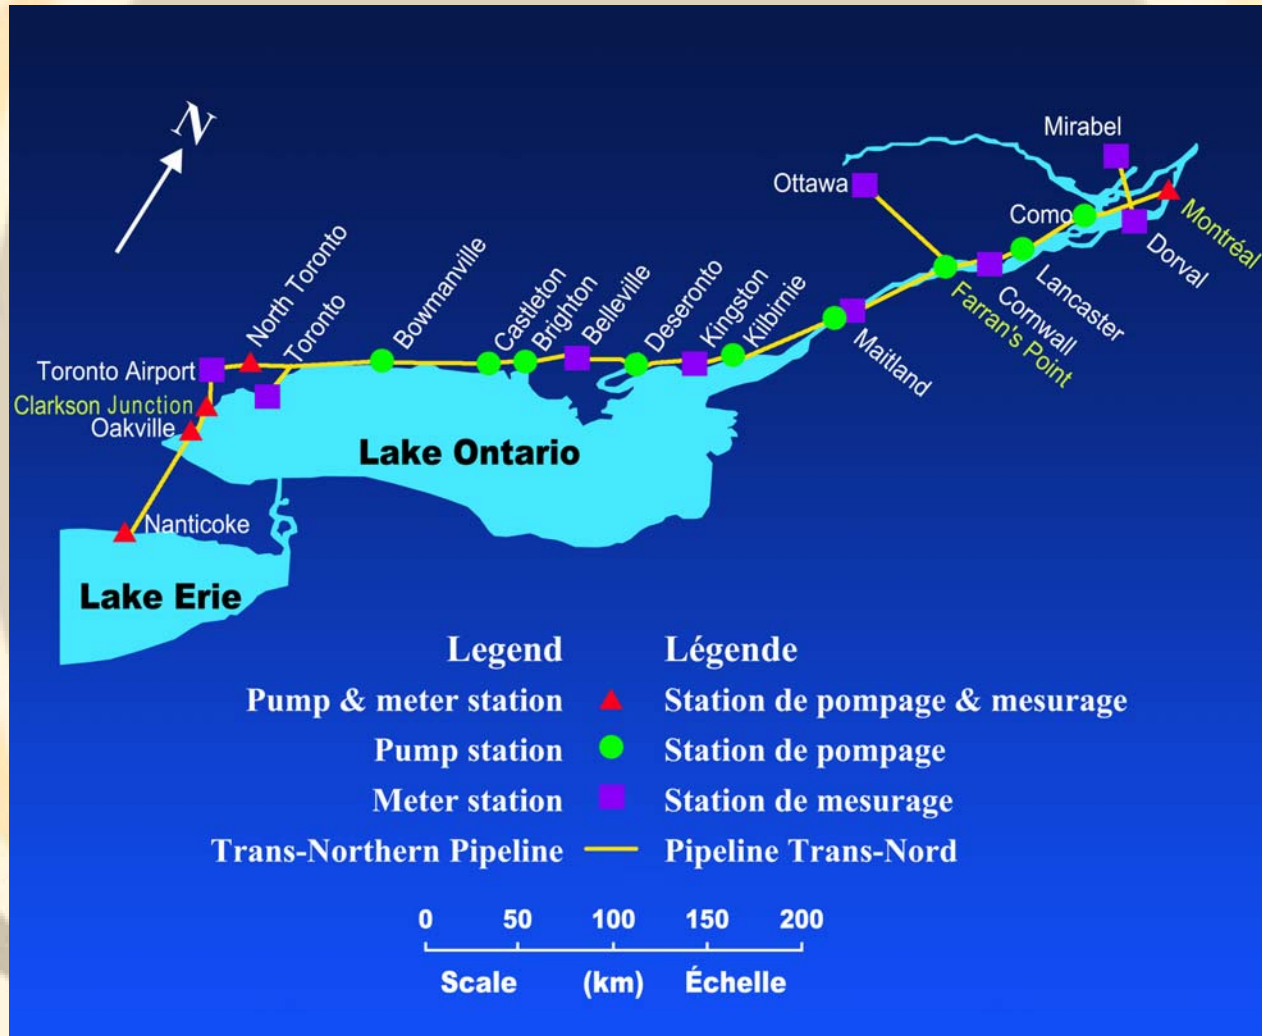 N
Mirabel
Ottawa
Como
Montréal
Dorval
Lancaster
Cornwall
Farran's Point
Maitland
North Toronto
Toronto
Bowmanville
Castleton
Brighton
Belleville
Deseronto
Kingston
Kilbirnie
Toronto Airport
Clarkson Junction
Oakville
Lake Ontario
Nanticoke
Lake Erie
Legend Légende
Pump & meter station Station de pompage & mesurage
Pump station Station de pompage
Meter station Station de mesurage
Trans-Northern Pipeline Pipeline Trans-Nord
0 50 100 150 200
Scale (km) Échelle